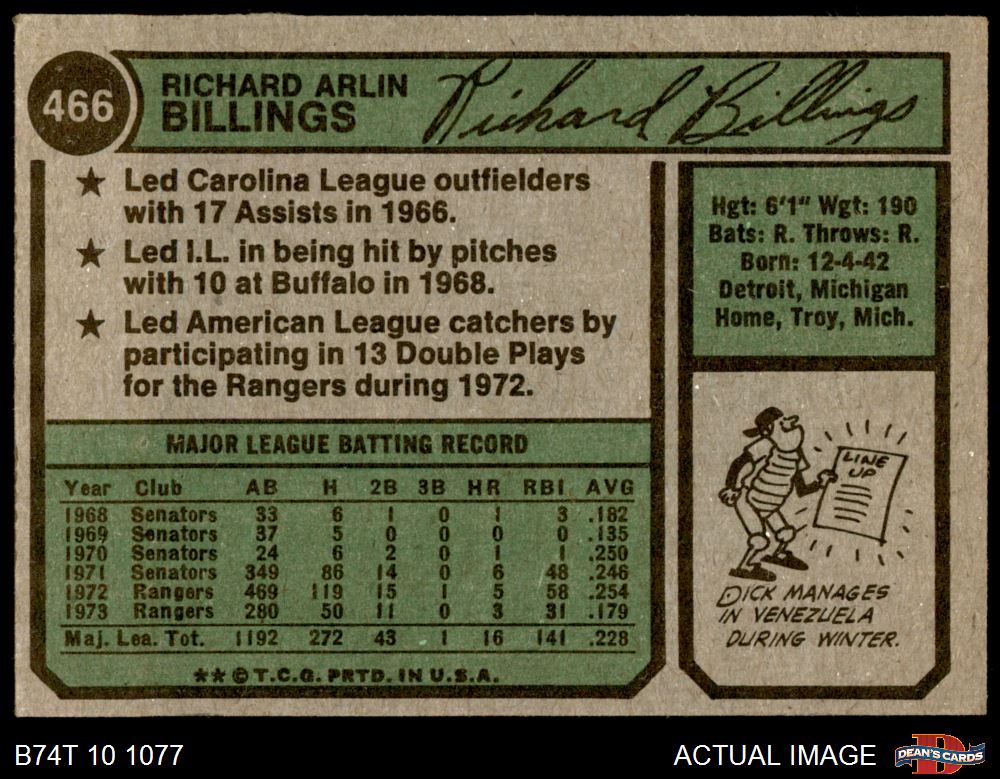 466
RICHARD ARLIN
BILLINGS
Richard Billings
★ Led Carolina League outfielders
with 17 Assists in 1966.
★ Led I.L. in being hit by pitches
with 10 at Buffalo in 1968.
★ Led American League catchers by
participating in 13 Double Plays
for the Rangers during 1972.
Hgt: 6'1" Wgt: 190
Bats: R. Throws: R.
Born: 12-4-42
Detroit, Michigan
Home, Troy, Mich.
MAJOR LEAGUE BATTING RECORD
Year Club AB H 2B 3B HR RBI AVG
1968 Senators 33 6 1 0 1 3 .182
1969 Senators 37 5 0 0 0 0 .135
1970 Senators 24 6 2 0 1 1 .250
1971 Senators 349 86 14 0 6 48 .246
1972 Rangers 469 119 15 1 5 58 .254
1973 Rangers 280 50 11 0 3 31 .179
Maj. Lea. Tot. 1192 272 43 1 16 141 .228
★★ © T.C.G. PRTD. IN U.S.A.
LINE
UP
DICK MANAGES
IN VENEZUELA
DURING WINTER.
B74T 10 1077
ACTUAL IMAGE
D
DEAN'S CARDS